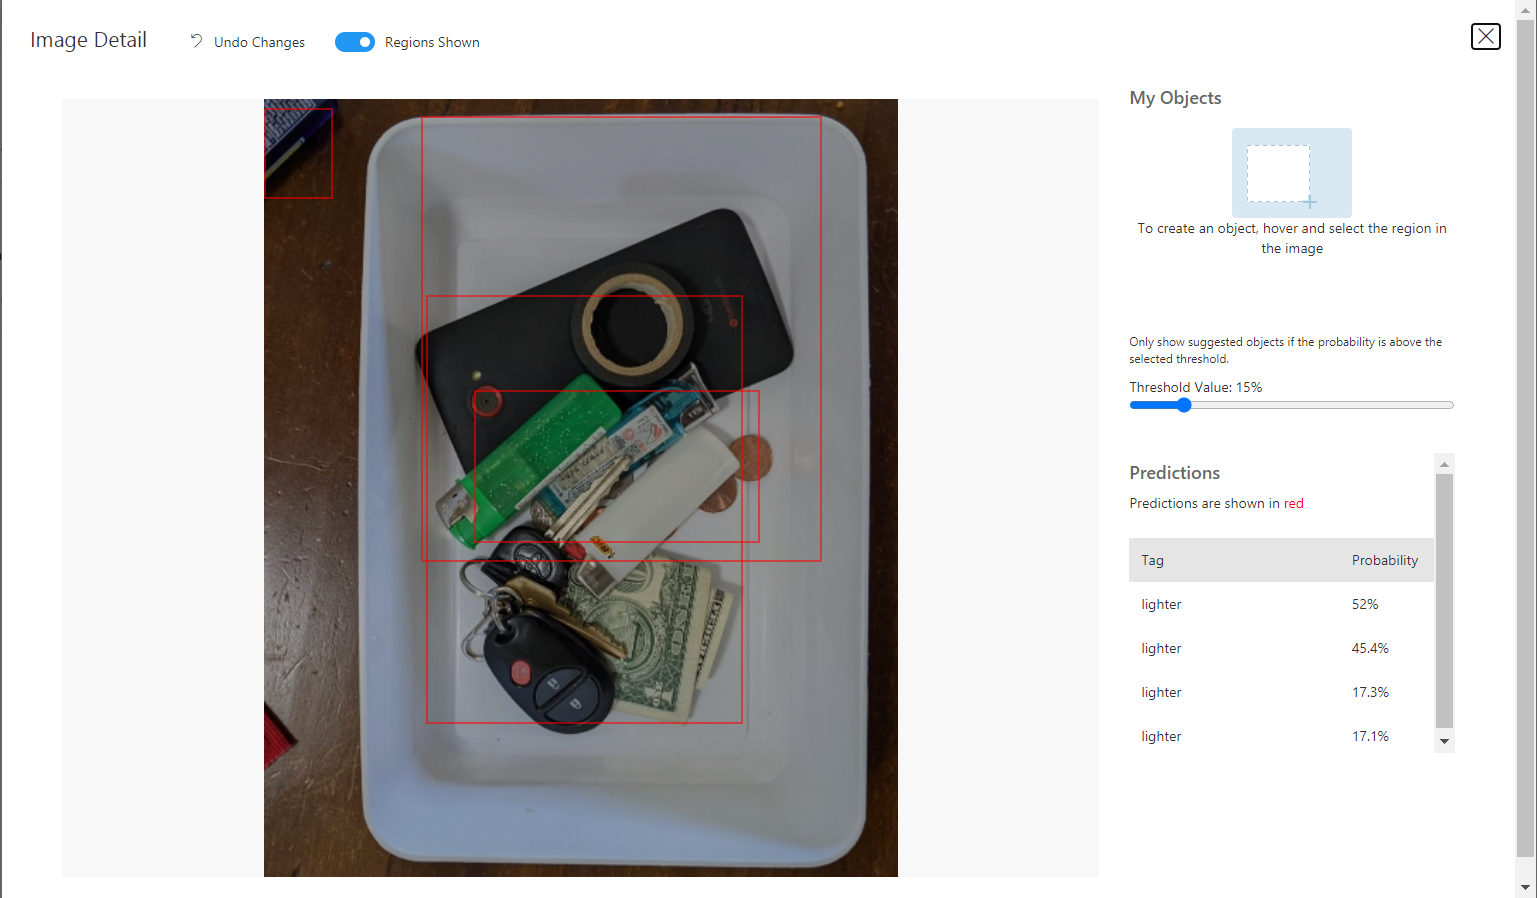 Image Detail
Undo Changes
Regions Shown
My Objects
To create an object, hover and select the region in
the image
Only show suggested objects if the probability is above the
selected threshold.
Threshold Value: 15%
Predictions
Predictions are shown in red
Tag Probability
lighter 52%
lighter 45.4%
lighter 17.3%
lighter 17.1%